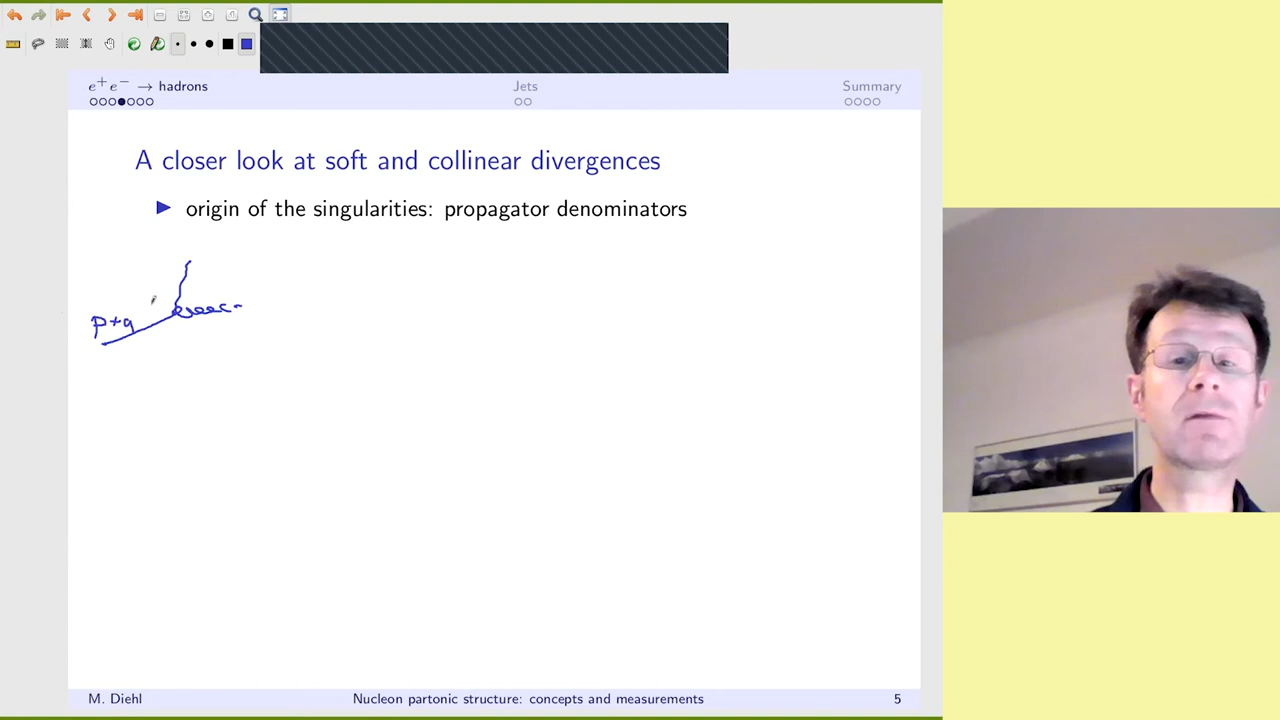 e+ e− → hadrons Jets Summary
A closer look at soft and collinear divergences
▶ origin of the singularities: propagator denominators
p+q
M. Diehl Nucleon partonic structure: concepts and measurements 5